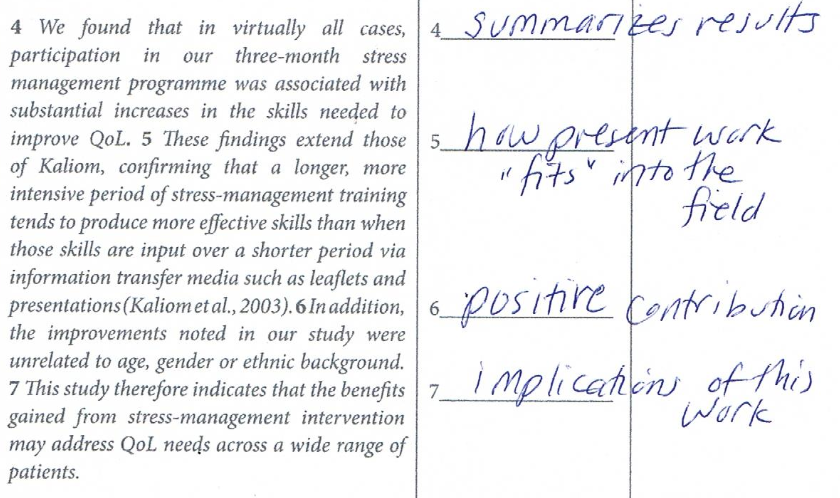 4 We found that in virtually all cases,
participation in our three-month stress
management programme was associated with
substantial increases in the skills needed to
improve QoL. 5 These findings extend those
of Kaliom, confirming that a longer, more
intensive period of stress-management training
tends to produce more effective skills than when
those skills are input over a shorter period via
information transfer media such as leaflets and
presentations (Kaliom et al., 2003). 6 In addition,
the improvements noted in our study were
unrelated to age, gender or ethnic background.
7 This study therefore indicates that the benefits
gained from stress-management intervention
may address QoL needs across a wide range of
patients.
4 summarizes results
5 how present work
"fits" into the
field
6 positive contribution
7 implications of this
work